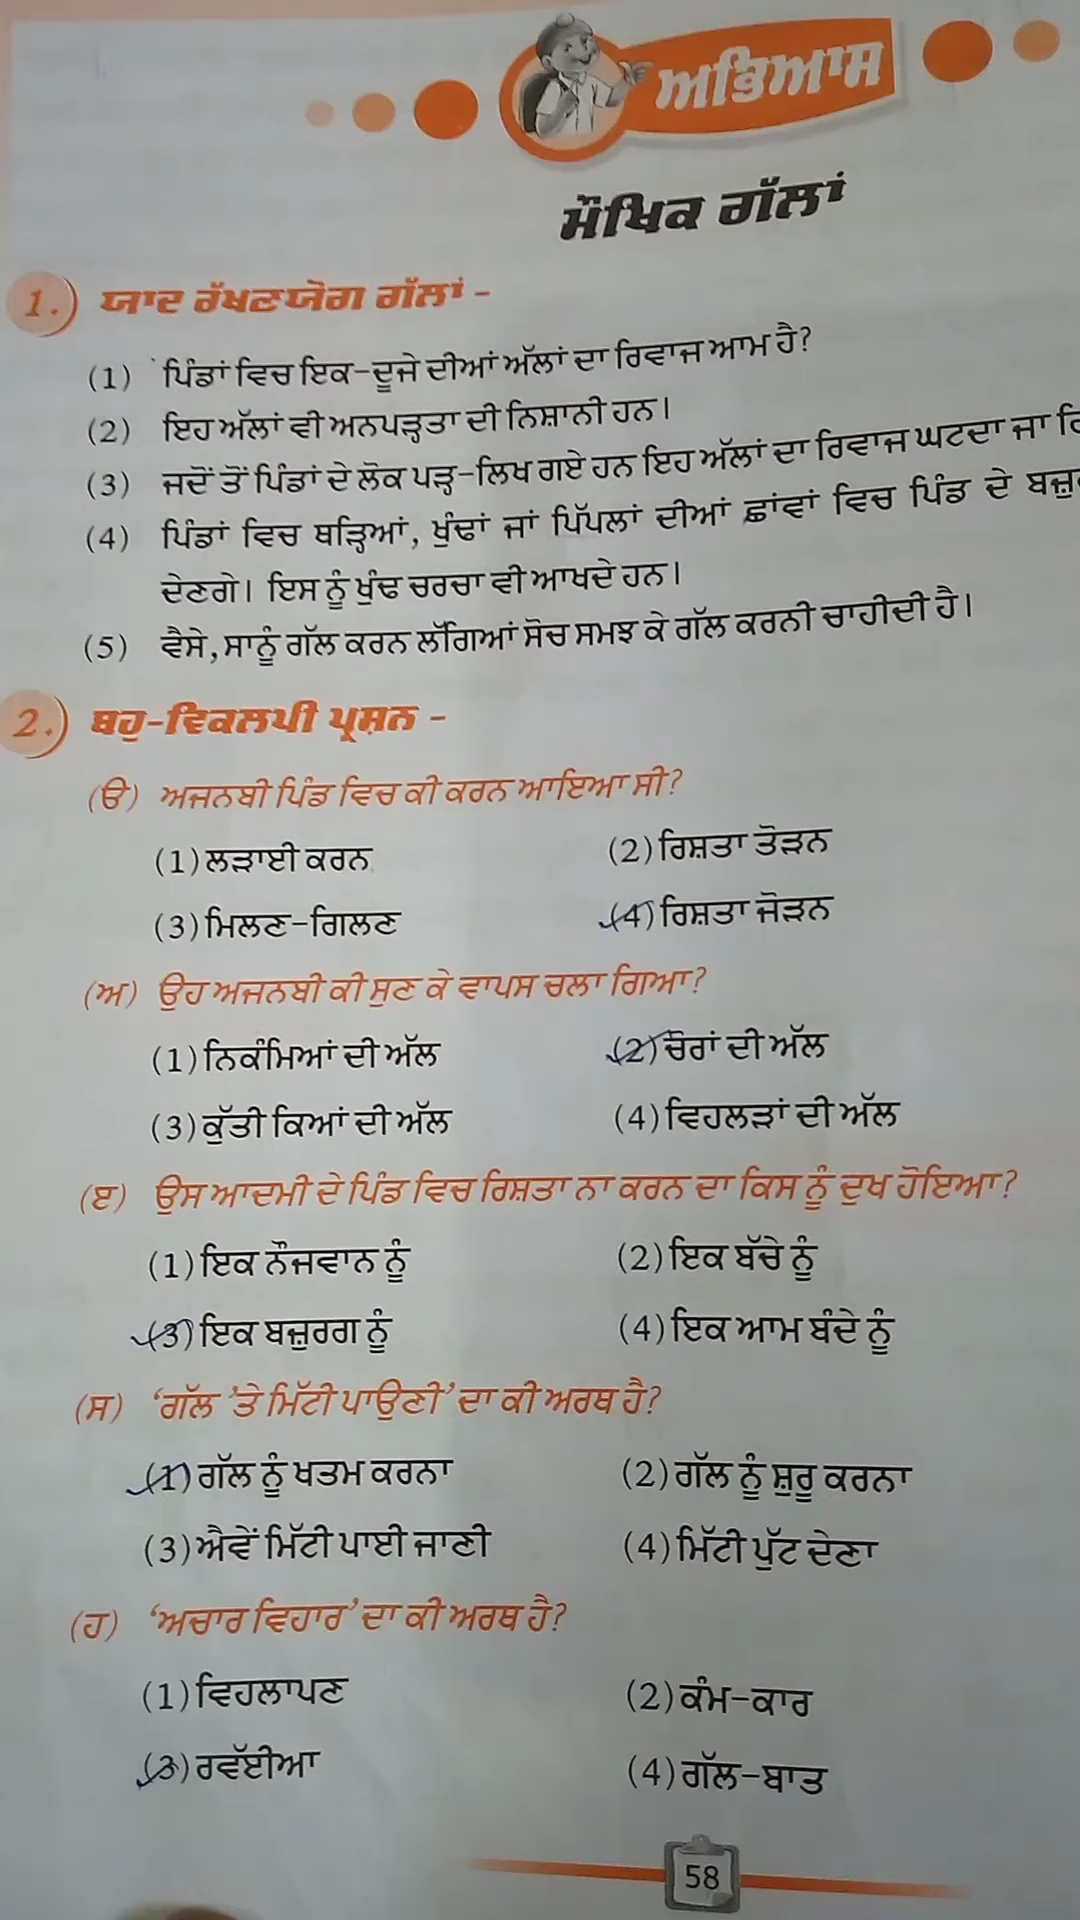 ਅਭਿਆਸ
ਮੌਖਿਕ ਗੱਲਾਂ
1. ਯਾਦ ਰੱਖਣਯੋਗ ਗੱਲਾਂ -
(1) ਪਿੰਡਾਂ ਵਿਚ ਇਕ-ਦੂਜੇ ਦੀਆਂ ਅੱਲਾਂ ਦਾ ਰਿਵਾਜ ਆਮ ਹੈ?
(2) ਇਹ ਅੱਲਾਂ ਵੀ ਅਨਪੜ੍ਹਤਾ ਦੀ ਨਿਸ਼ਾਨੀ ਹਨ।
(3) ਜਦੋਂ ਤੋਂ ਪਿੰਡਾਂ ਦੇ ਲੋਕ ਪੜ੍ਹ-ਲਿਖ ਗਏ ਹਨ ਇਹ ਅੱਲਾਂ ਦਾ ਰਿਵਾਜ ਘਟਦਾ ਜਾ
(4) ਪਿੰਡਾਂ ਵਿਚ ਥੜ੍ਹਿਆਂ, ਖੁੰਢਾਂ ਜਾਂ ਪਿੱਪਲਾਂ ਦੀਆਂ ਛਾਂਵਾਂ ਵਿਚ ਪਿੰਡ ਦੇ
ਦੇਣਗੇ। ਇਸ ਨੂੰ ਖੁੰਢ ਚਰਚਾ ਵੀ ਆਖਦੇ ਹਨ।
(5) ਵੈਸੇ, ਸਾਨੂੰ ਗੱਲ ਕਰਨ ਲੱਗਿਆਂ ਸੋਚ ਸਮਝ ਕੇ ਗੱਲ ਕਰਨੀ ਚਾਹੀਦੀ ਹੈ।
2. ਬਹੁ-ਵਿਕਲਪੀ ਪ੍ਰਸ਼ਨ -
(ੳ) ਅਜਨਬੀ ਪਿੰਡ ਵਿਚ ਕੀ ਕਰਨ ਆਇਆ ਸੀ?
(1) ਲੜਾਈ ਕਰਨ (2) ਰਿਸ਼ਤਾ ਤੋੜਨ
(3) ਮਿਲਣ-ਗਿਲਣ (4) ਰਿਸ਼ਤਾ ਜੋੜਨ
(ਅ) ਉਹ ਅਜਨਬੀ ਕੀ ਸੁਣ ਕੇ ਵਾਪਸ ਚਲਾ ਗਿਆ?
(1) ਨਿਕੰਮਿਆਂ ਦੀ ਅੱਲ (2) ਚੋਰਾਂ ਦੀ ਅੱਲ
(3) ਕੁੱਤੀ ਕਿਆਂ ਦੀ ਅੱਲ (4) ਵਿਹਲੜਾਂ ਦੀ ਅੱਲ
(ੲ) ਉਸ ਆਦਮੀ ਦੇ ਪਿੰਡ ਵਿਚ ਰਿਸ਼ਤਾ ਨਾ ਕਰਨ ਦਾ ਕਿਸ ਨੂੰ ਦੁਖ ਹੋਇਆ?
(1) ਇਕ ਨੌਜਵਾਨ ਨੂੰ (2) ਇਕ ਬੱਚੇ ਨੂੰ
(3) ਇਕ ਬਜ਼ੁਰਗ ਨੂੰ (4) ਇਕ ਆਮ ਬੰਦੇ ਨੂੰ
(ਸ) ‘ਗੱਲ ’ਤੇ ਮਿੱਟੀ ਪਾਉਣੀ’ ਦਾ ਕੀ ਅਰਥ ਹੈ?
(1) ਗੱਲ ਨੂੰ ਖਤਮ ਕਰਨਾ (2) ਗੱਲ ਨੂੰ ਸ਼ੁਰੂ ਕਰਨਾ
(3) ਐਵੇਂ ਮਿੱਟੀ ਪਾਈ ਜਾਣੀ (4) ਮਿੱਟੀ ਪੁੱਟ ਦੇਣਾ
(ਹ) ‘ਅਚਾਰ ਵਿਹਾਰ’ ਦਾ ਕੀ ਅਰਥ ਹੈ?
(1) ਵਿਹਲਾਪਣ (2) ਕੰਮ-ਕਾਰ
(3) ਰਵੱਈਆ (4) ਗੱਲ-ਬਾਤ
58